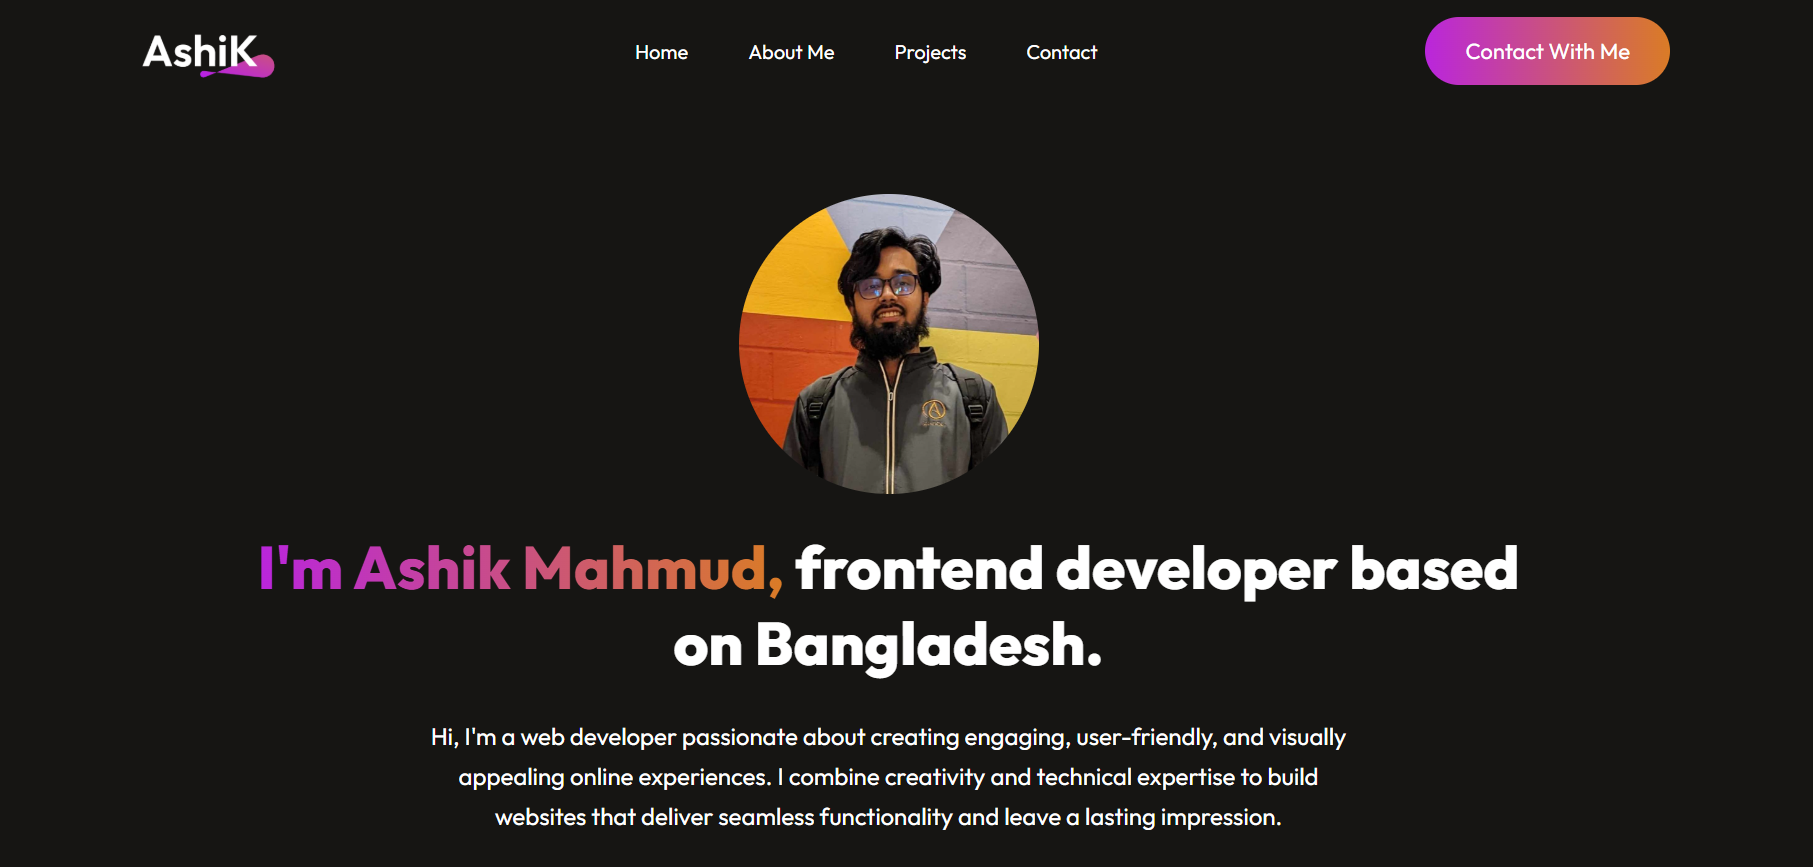 AshiK
Home
About Me
Projects
Contact
Contact With Me
I'm Ashik Mahmud, frontend developer based
on Bangladesh.
Hi, I'm a web developer passionate about creating engaging, user-friendly, and visually
appealing online experiences. I combine creativity and technical expertise to build
websites that deliver seamless functionality and leave a lasting impression.